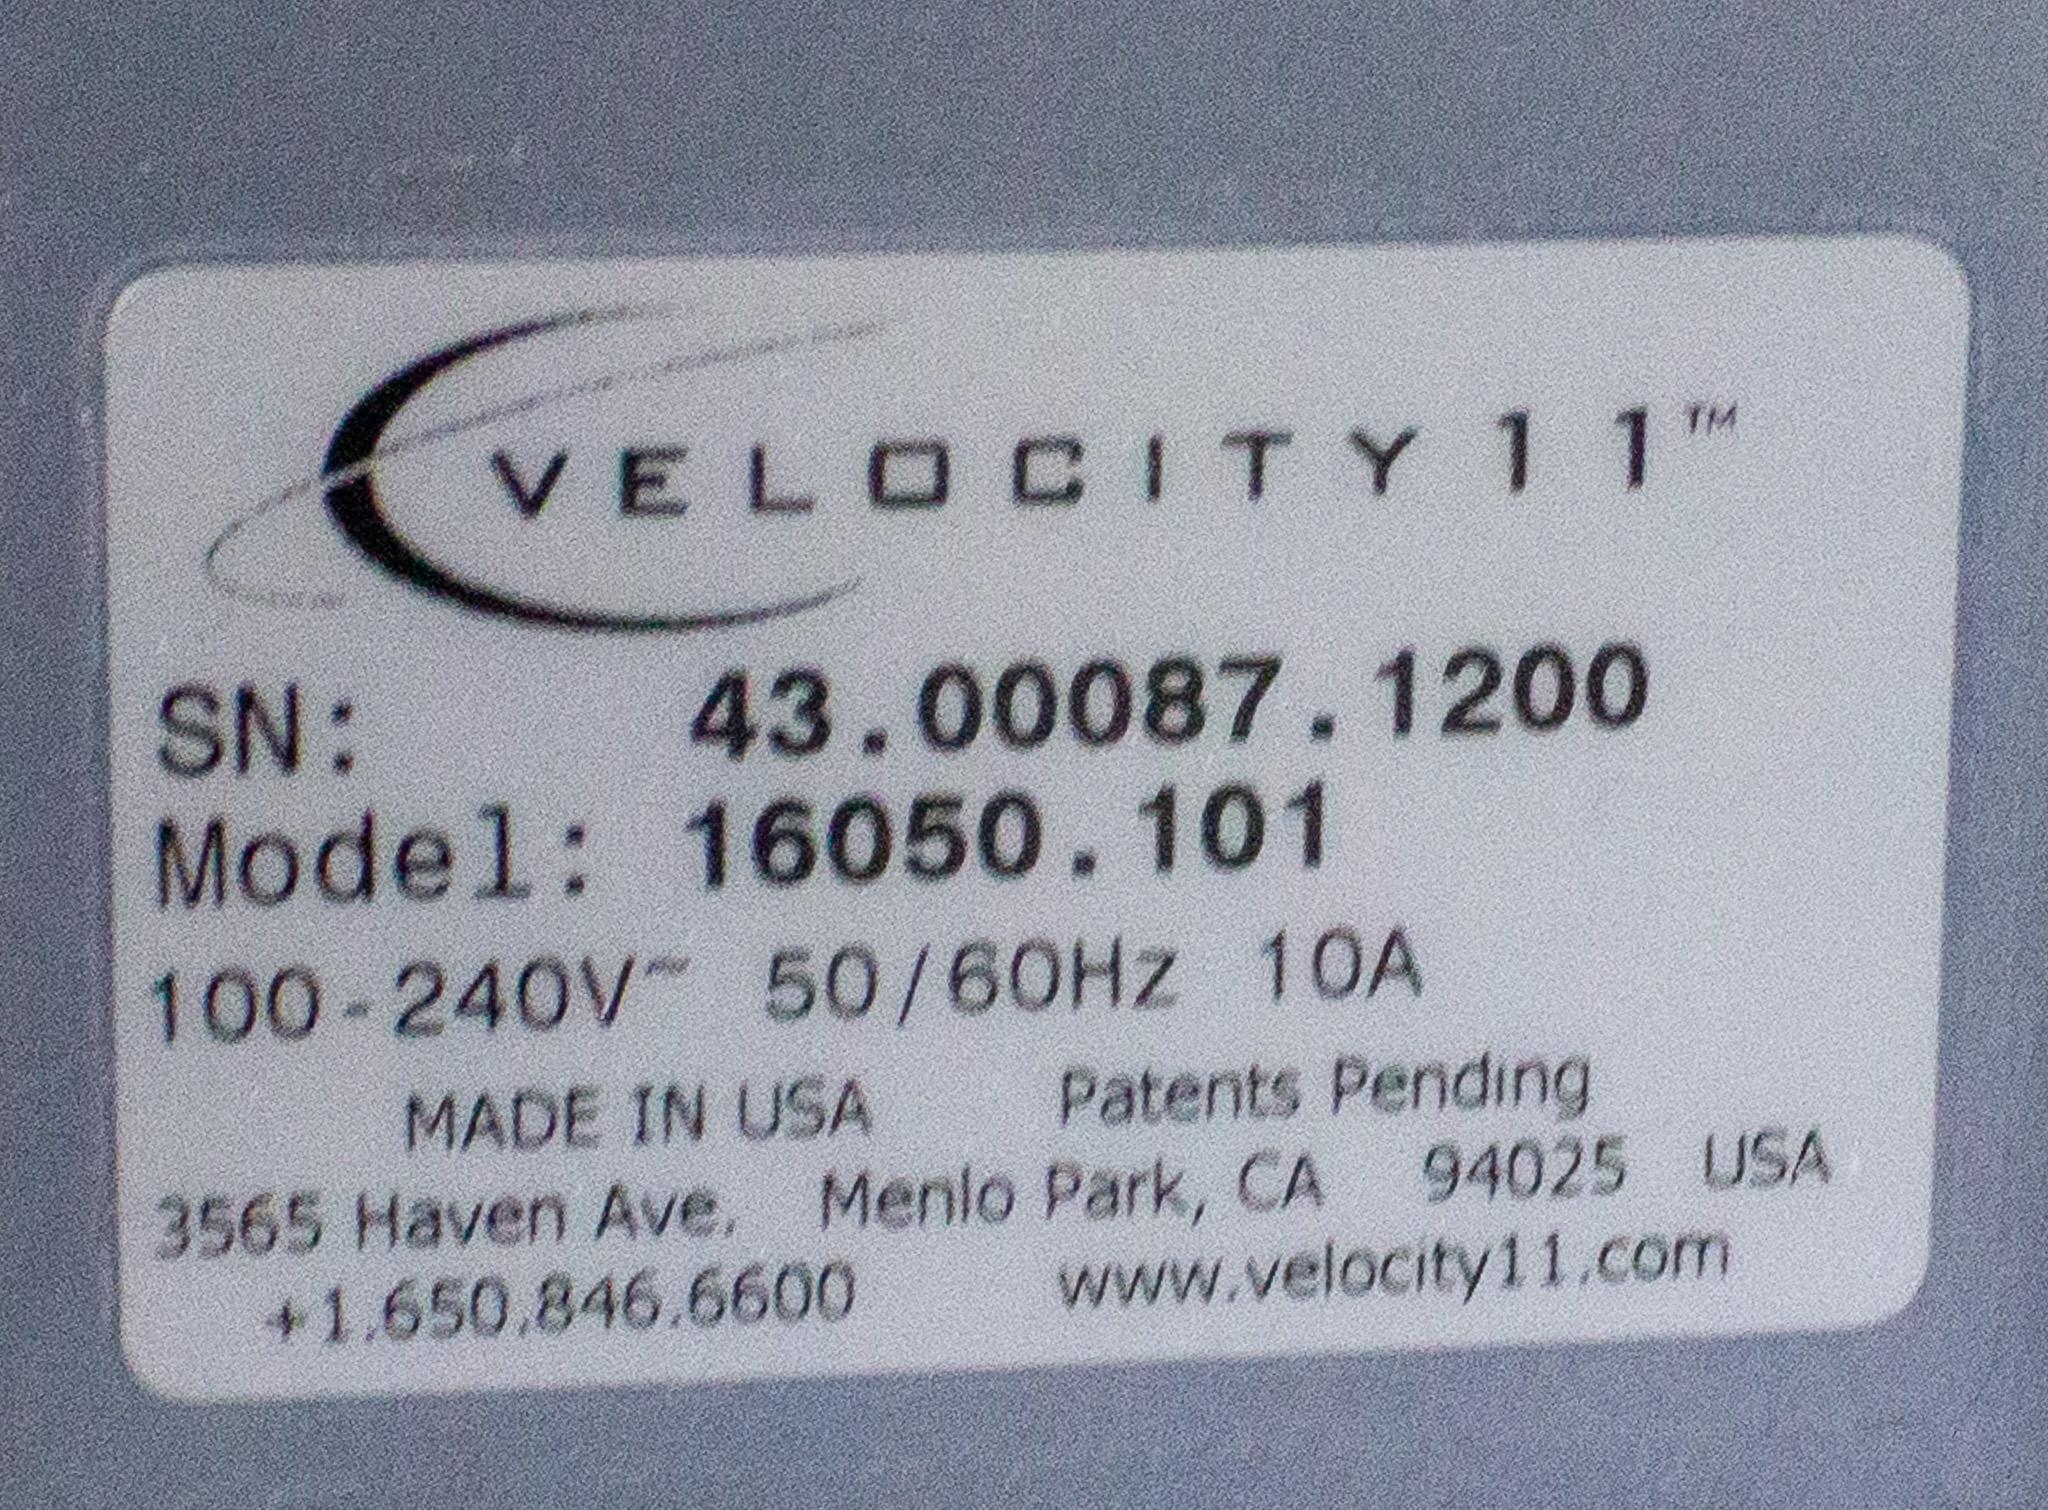 VELOCITY11™
SN: 43.00087.1200
Model: 16050.101
100-240V~ 50/60Hz 10A
MADE IN USA Patents Pending
3565 Haven Ave. Menlo Park, CA 94025 USA
+1.650.846.6600 www.velocity11.com